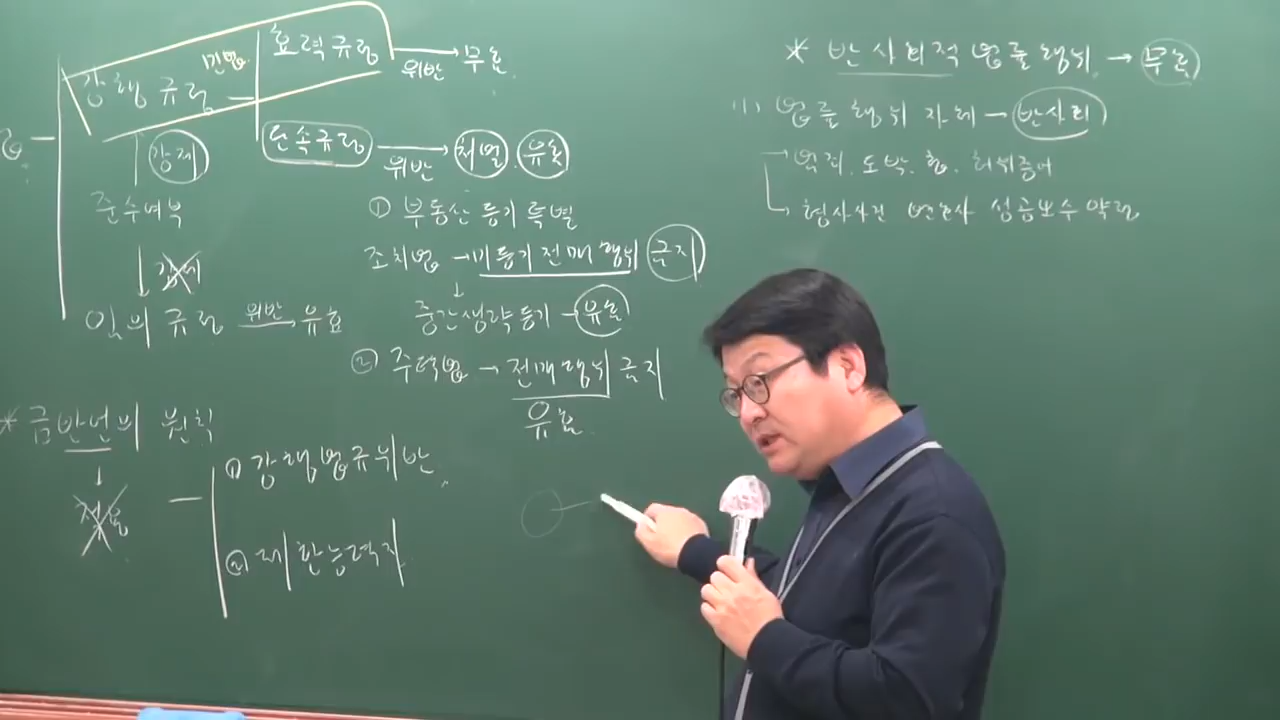 강행규정 민법
효력규정 위반 → 무효
강제
단속규정 위반 → 처벌. 유효
준수여부
강제
임의규정 위반 → 유효
① 부동산 등기 특별
조치법 → 미등기 전매 행위 금지
↓
중간생략등기 → 유효
② 주택법 → 전매행위 금지
유효
* 금반언의 원칙
↓
적용
① 강행법규위반
② 제한능력자
* 반사회적 법률행위 → 무효
(1) 법률행위 자체 → 반사회
→ 범죄. 도박. 첩. 허위증언
→ 형사사건 변호사 성공보수 약정